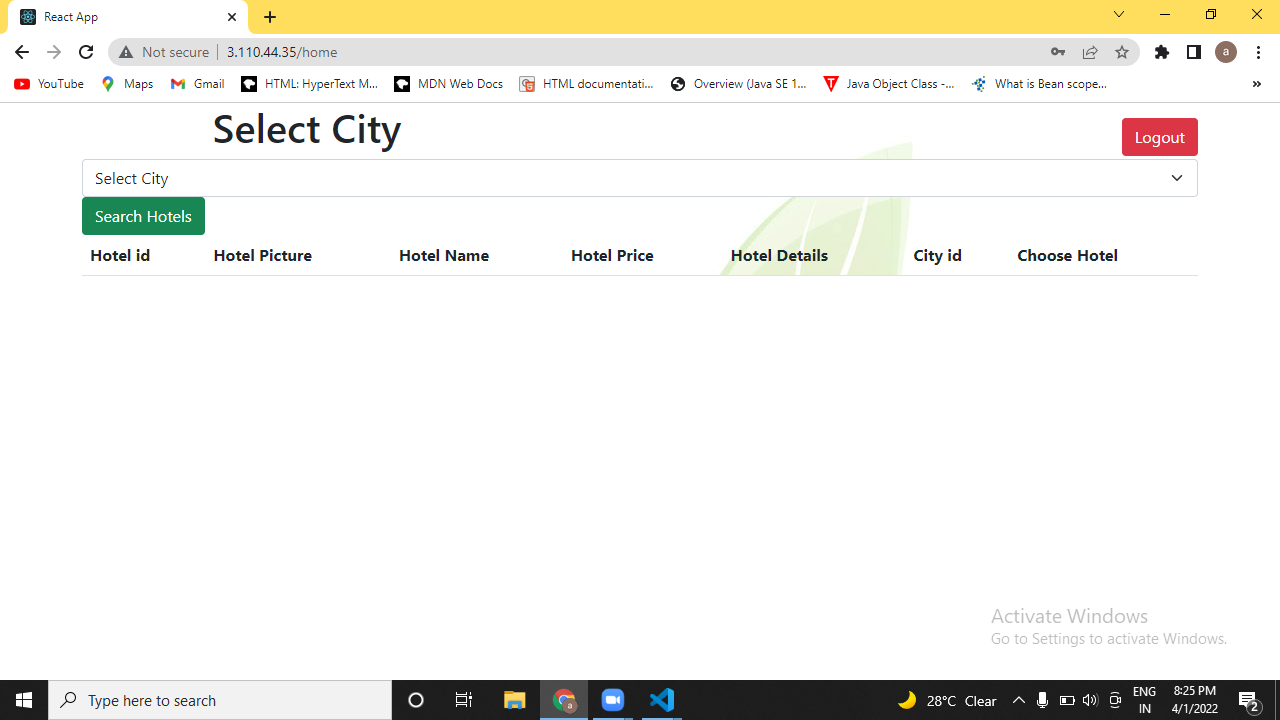 React App
Not secure 3.110.44.35/home
a
YouTube Maps Gmail HTML: HyperText M... MDN Web Docs HTML documentati... Overview (Java SE 1... Java Object Class -... What is Bean scope... »
Select City
Logout
Select City
Search Hotels
Hotel id Hotel Picture Hotel Name Hotel Price Hotel Details City id Choose Hotel
Activate Windows
Go to Settings to activate Windows.
Type here to search
a
28°C Clear
ENG
IN
8:25 PM
4/1/2022
2